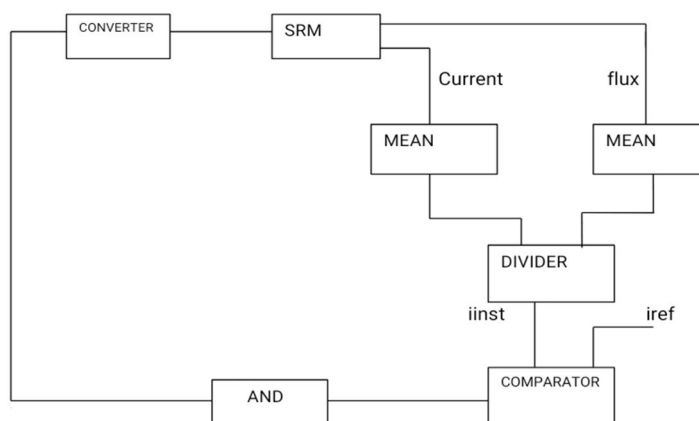 CONVERTER
SRM
Current
flux
MEAN
MEAN
DIVIDER
iinst
iref
COMPARATOR
AND